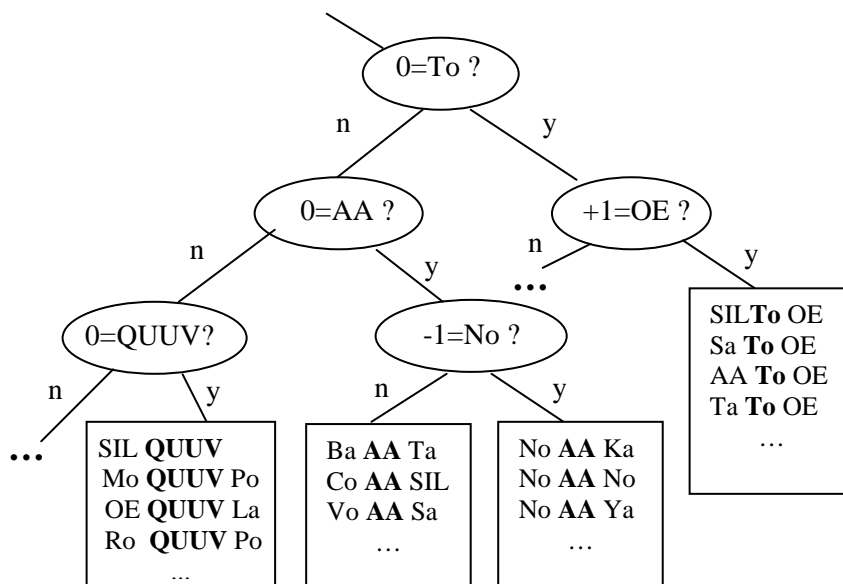 0=To ?
n
y
0=AA ?
+1=OE ?
n
y
n
y
...
0=QUUV?
-1=No ?
SILTo OE
Sa To OE
AA To OE
Ta To OE
…
n
y
n
y
...
SIL QUUV
Mo QUUV Po
OE QUUV La
Ro QUUV Po
...
Ba AA Ta
Co AA SIL
Vo AA Sa
…
No AA Ka
No AA No
No AA Ya
…